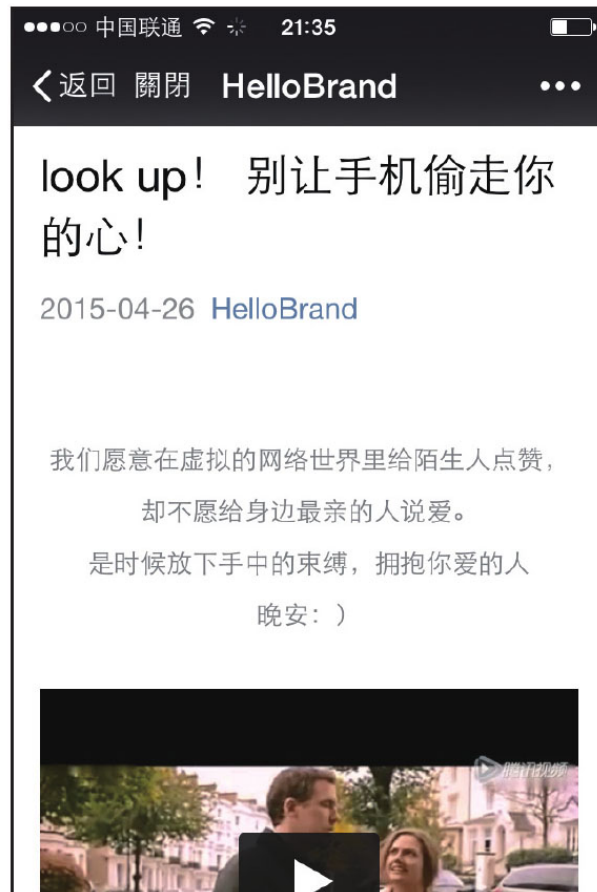 中国联通 21:35
返回 關閉 HelloBrand
look up! 别让手机偷走你
的心!
2015-04-26 HelloBrand
我们愿意在虚拟的网络世界里给陌生人点赞,
却不愿给身边最亲的人说爱。
是时候放下手中的束缚,拥抱你爱的人
晚安:)
腾讯视频